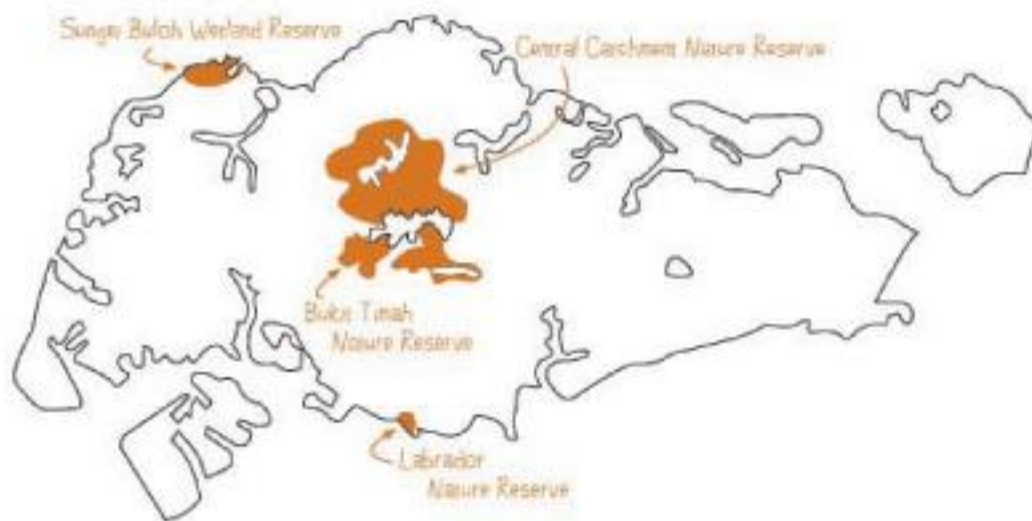 Sungei Buloh Wetland Reserve
Central Catchment Nature Reserve
Bukit Timah
Nature Reserve
Labrador
Nature Reserve